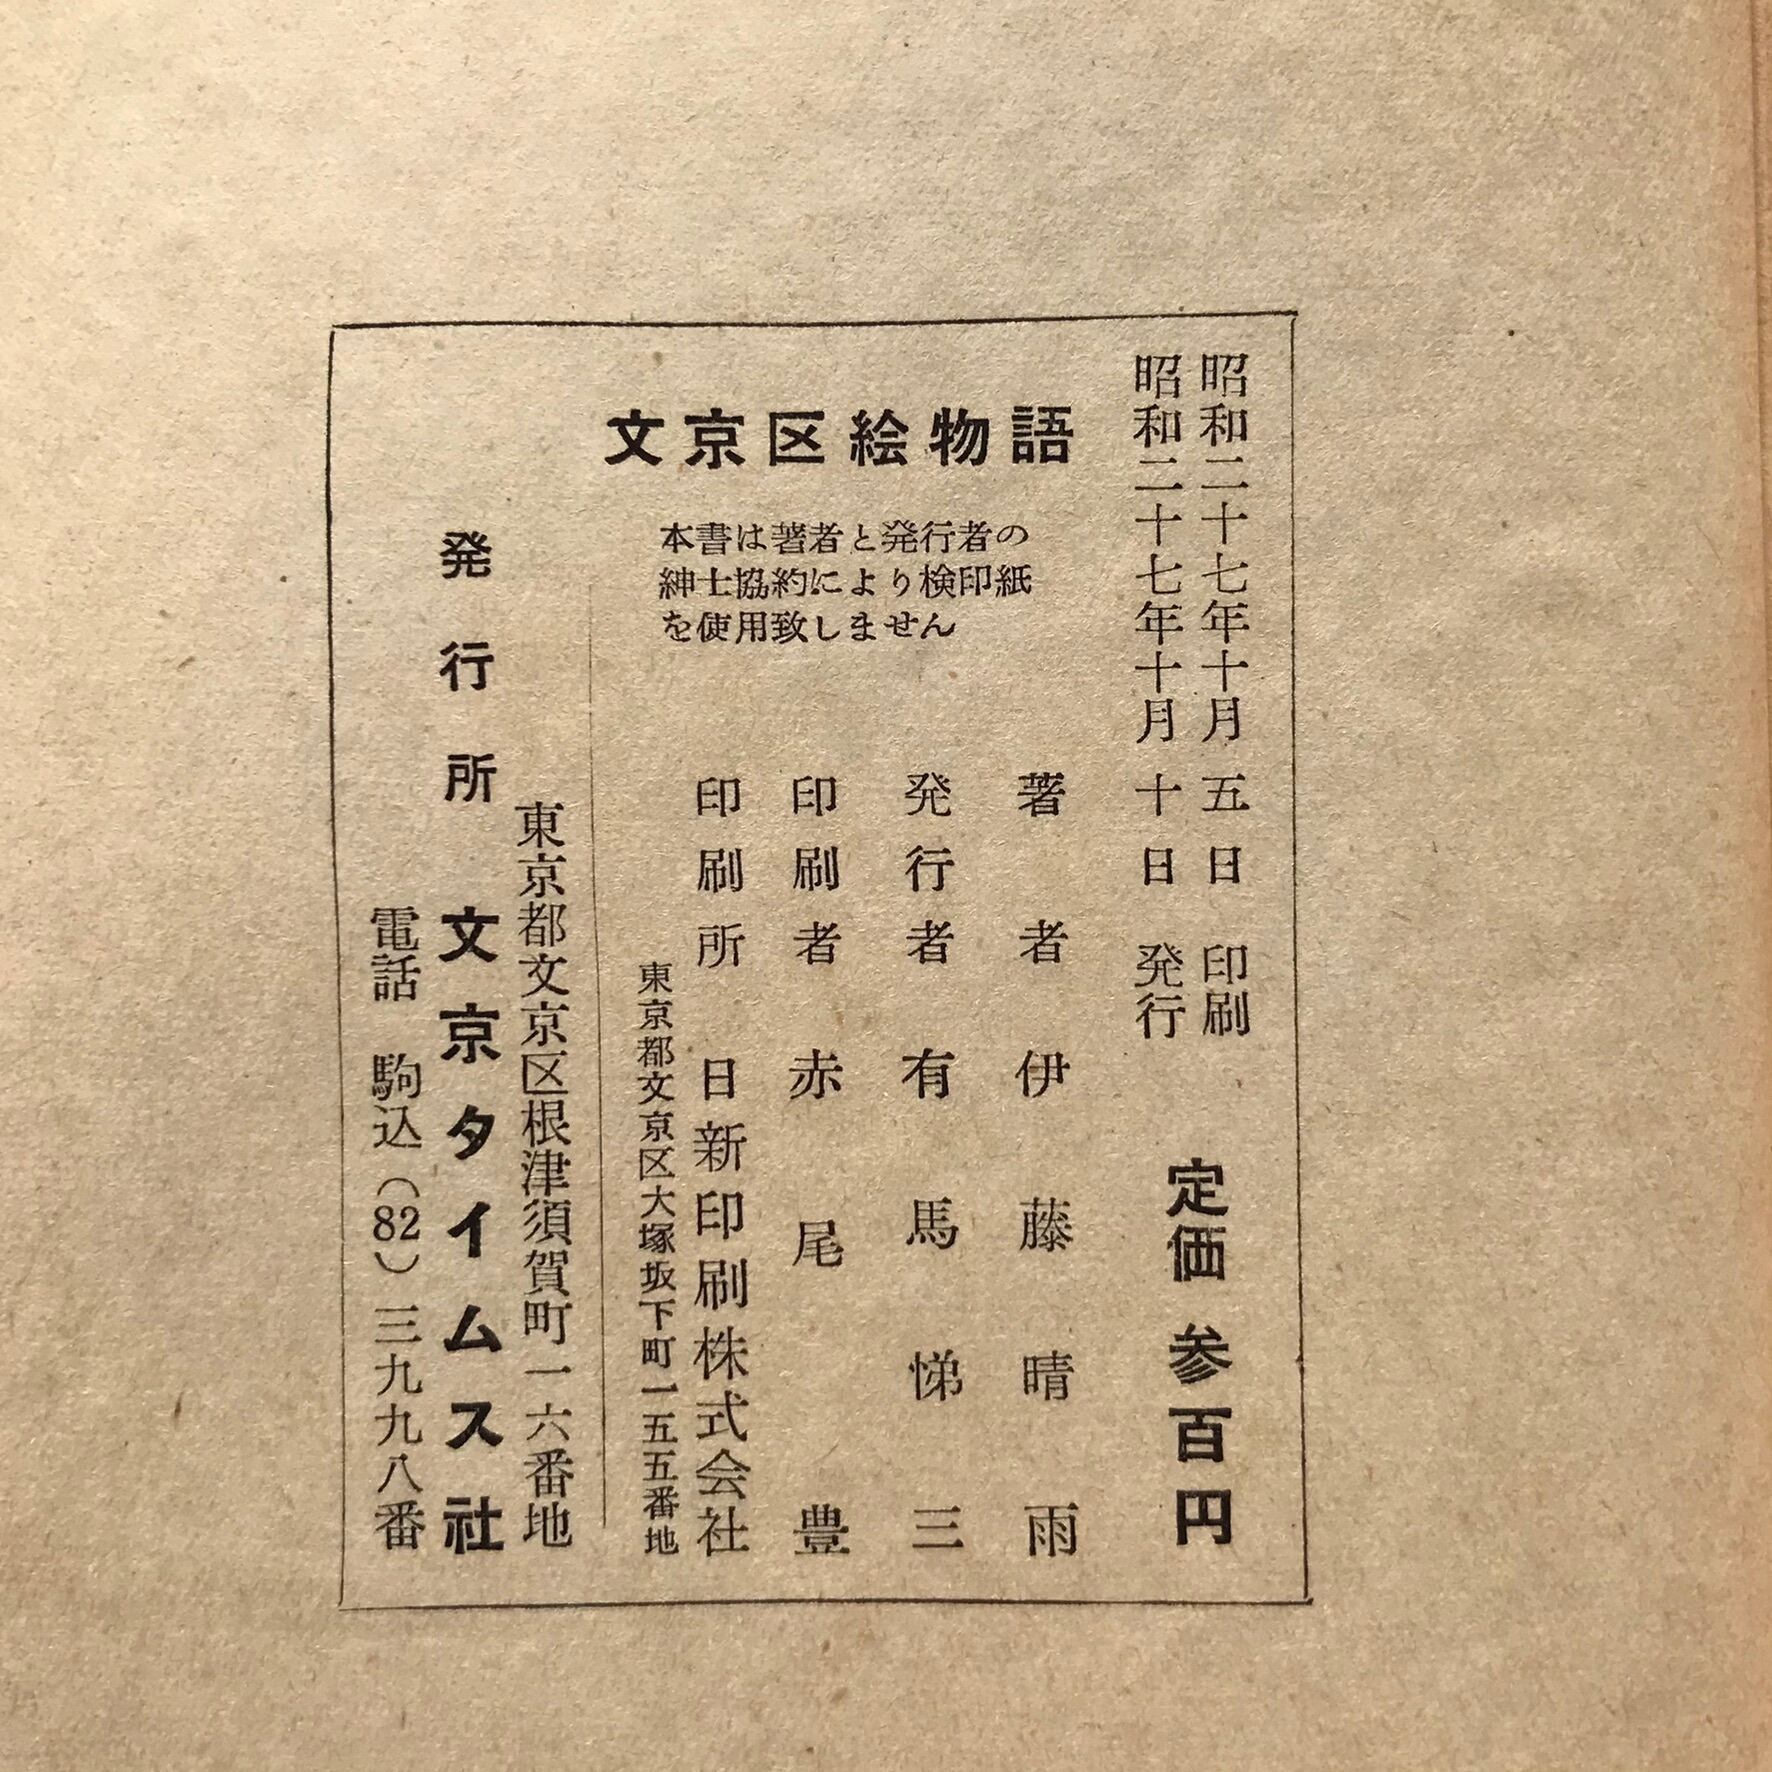 昭和二十七年十月五日 印刷
昭和二十七年十月十日 発行
定価 参百円
文京区絵物語
本書は著者と発行者の
紳士協約により検印紙
を使用致しません
著者 伊藤晴雨
発行者 有馬悌三
印刷者 赤尾豊
印刷所 日新印刷株式会社
東京都文京区大塚坂下町一五五番地
東京都文京区根津須賀町一六番地
発行所 文京タイムス社
電話 駒込(82)三九九八番